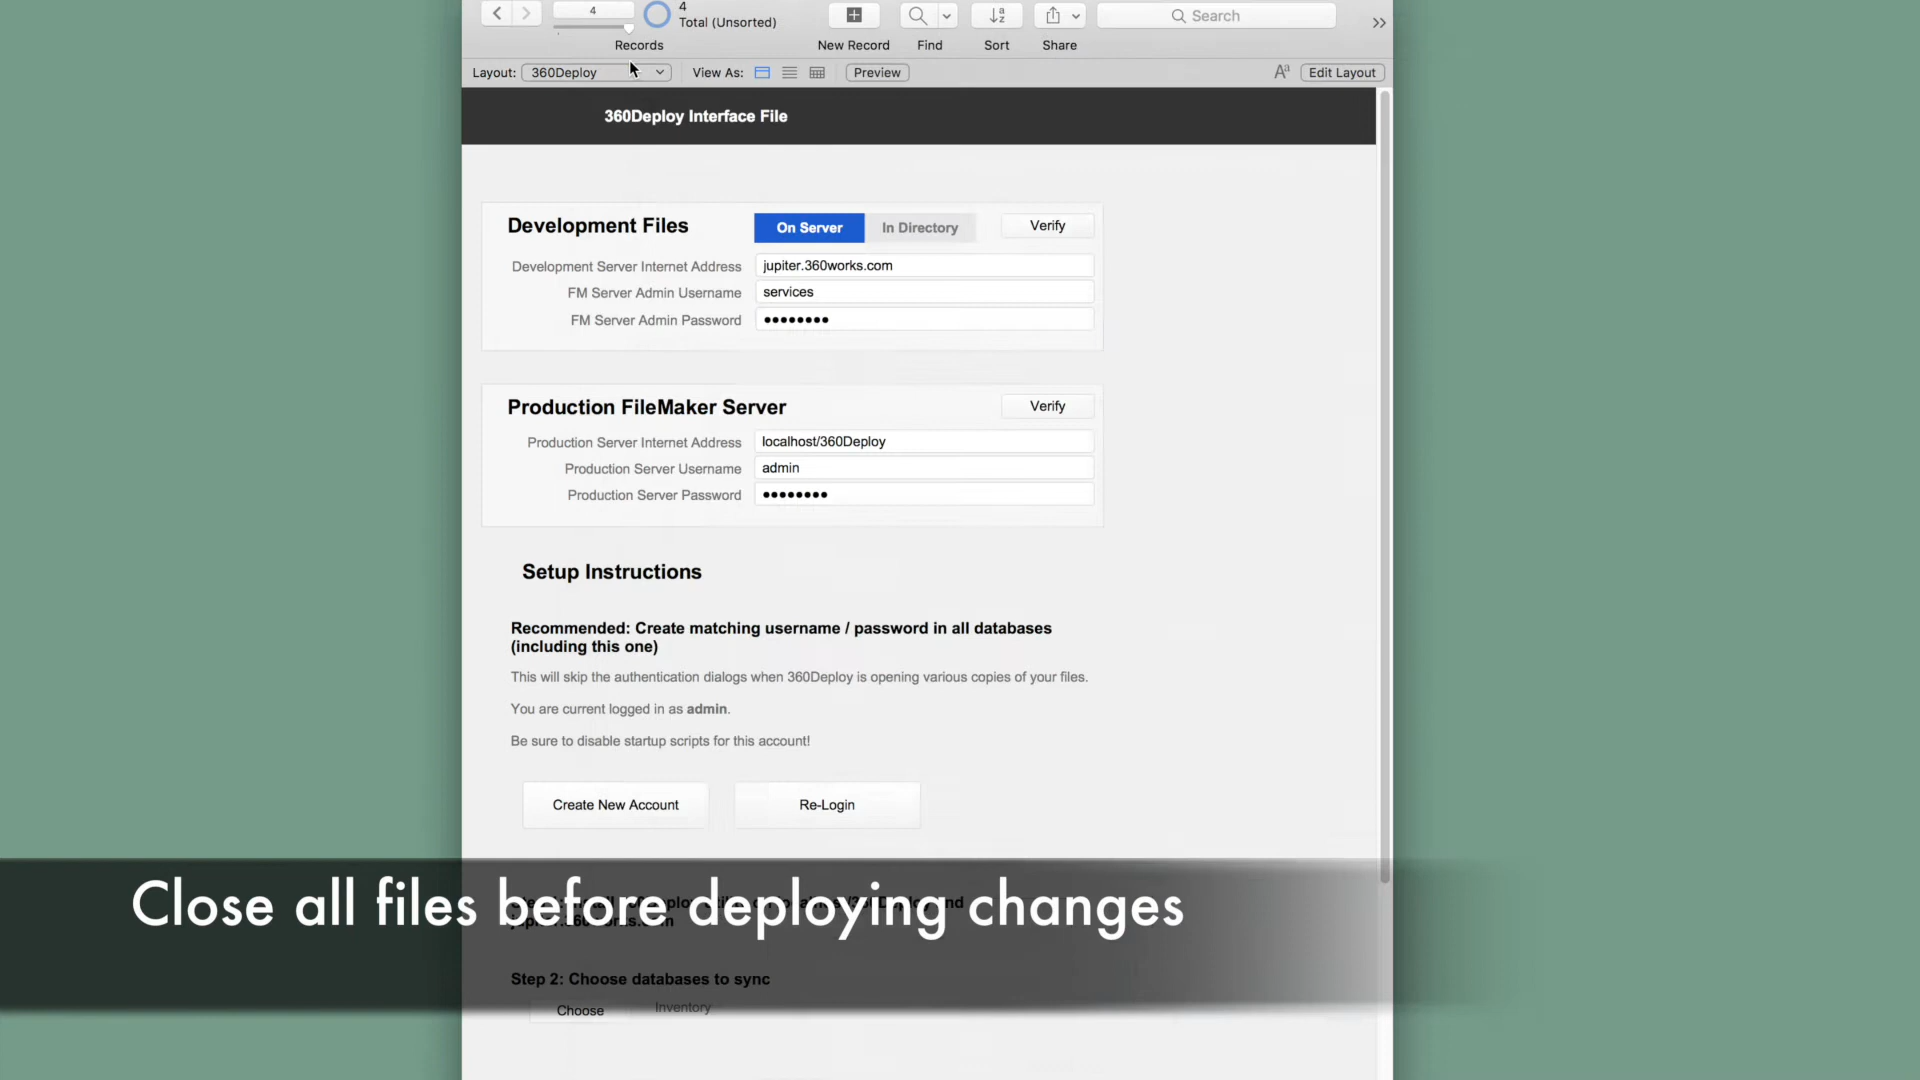 4
4
Total (Unsorted)
Records
New Record
Find
Sort
Share
Search
Layout: 360Deploy
View As:
Preview
Aª
Edit Layout
360Deploy Interface File
Development Files
On Server
In Directory
Verify
Development Server Internet Address
jupiter.360works.com
FM Server Admin Username
services
FM Server Admin Password
Production FileMaker Server
Verify
Production Server Internet Address
localhost/360Deploy
Production Server Username
admin
Production Server Password
Setup Instructions
Recommended: Create matching username / password in all databases
(including this one)
This will skip the authentication dialogs when 360Deploy is opening various copies of your files.
You are current logged in as admin.
Be sure to disable startup scripts for this account!
Create New Account
Re-Login
Close all files before deploying changes
Step 2: Choose databases to sync
Choose
Inventory